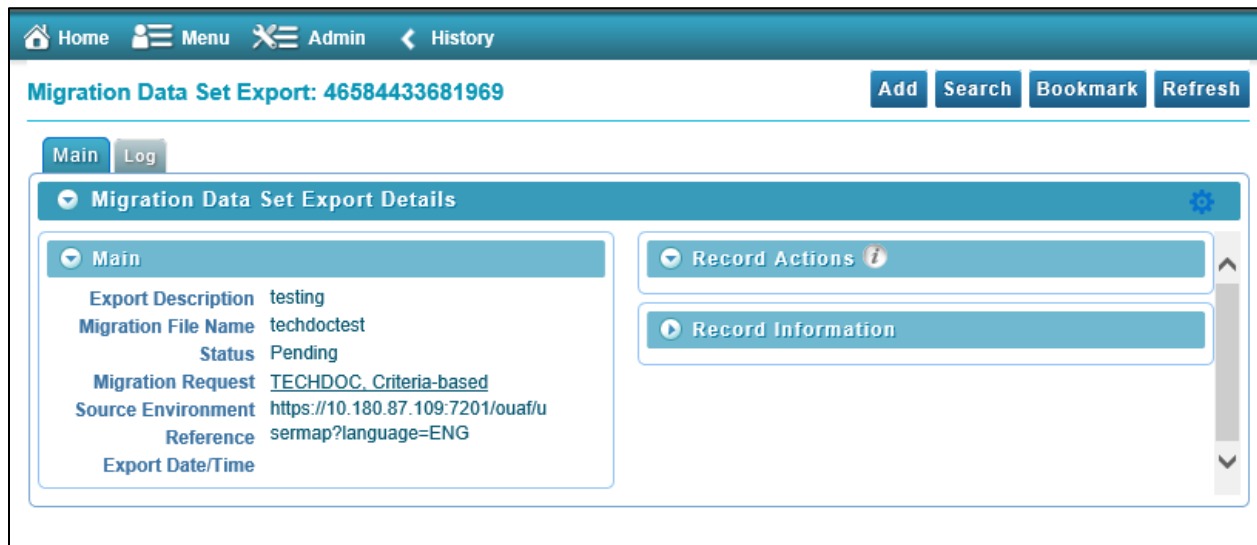 Home Menu Admin History
Migration Data Set Export: 46584433681969 Add Search Bookmark Refresh
Main Log
Migration Data Set Export Details
Main
Export Description testing
Migration File Name techdoctest
Status Pending
Migration Request TECHDOC, Criteria-based
Source Environment https://10.180.87.109:7201/ouaf/u
Reference sermap?language=ENG
Export Date/Time
Record Actions i
Record Information